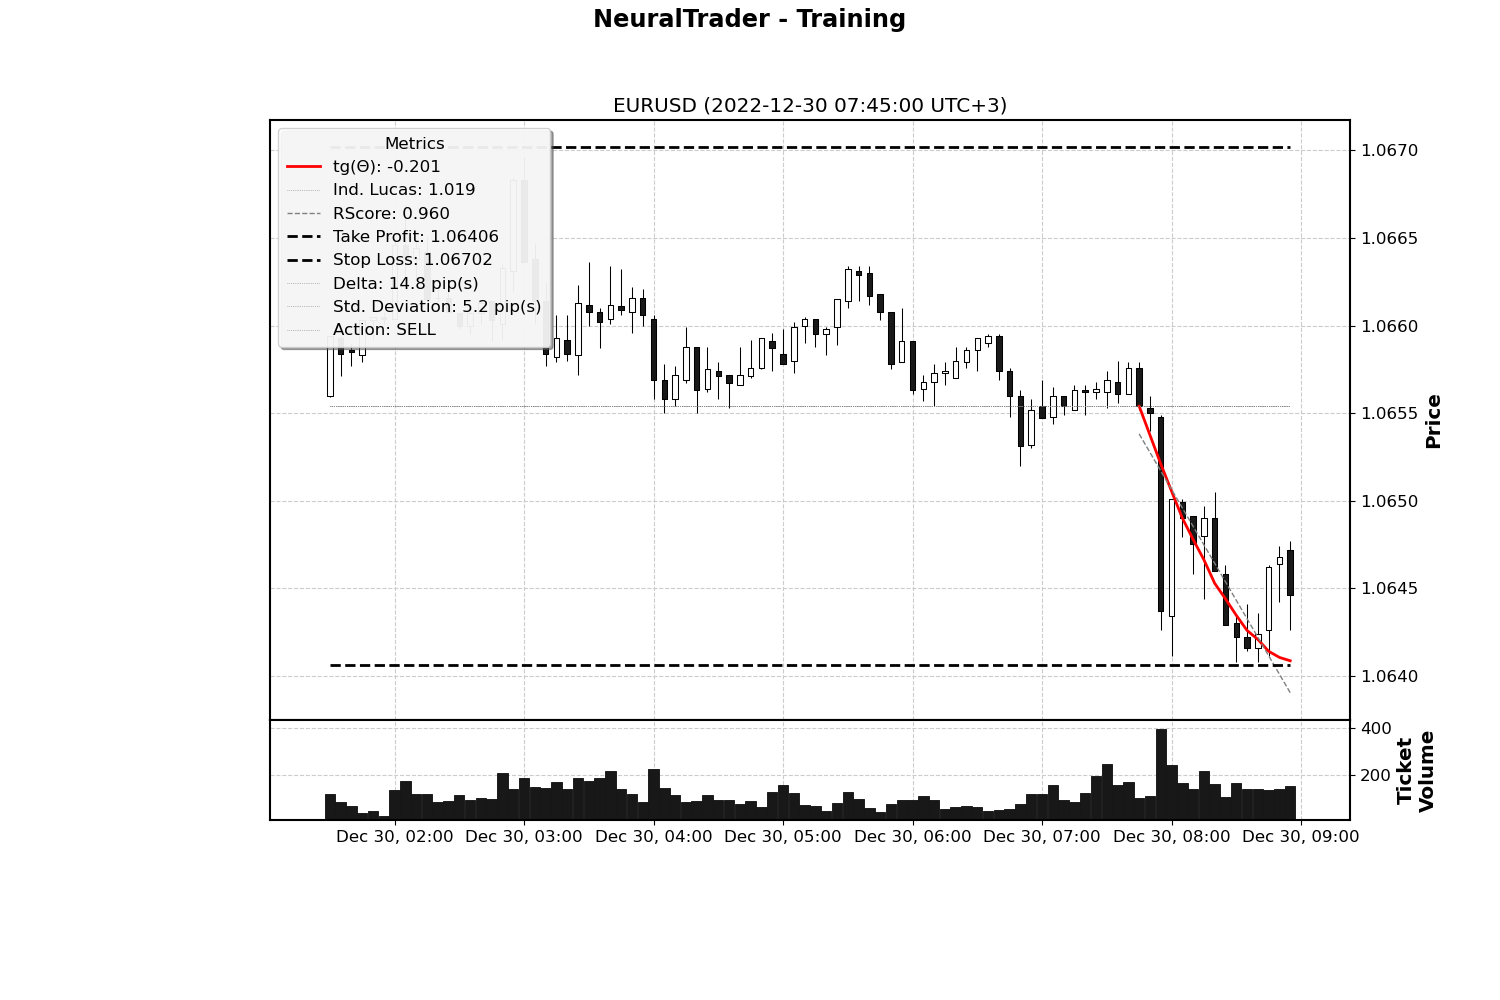 NeuralTrader - Training
EURUSD (2022-12-30 07:45:00 UTC+3)
Metrics
tg(Θ): -0.201
Ind. Lucas: 1.019
RScore: 0.960
Take Profit: 1.06406
Stop Loss: 1.06702
Delta: 14.8 pip(s)
Std. Deviation: 5.2 pip(s)
Action: SELL
1.0670
1.0665
1.0660
1.0655
1.0650
1.0645
1.0640
Price
400
200
Ticket
Volume
Dec 30, 02:00
Dec 30, 03:00
Dec 30, 04:00
Dec 30, 05:00
Dec 30, 06:00
Dec 30, 07:00
Dec 30, 08:00
Dec 30, 09:00